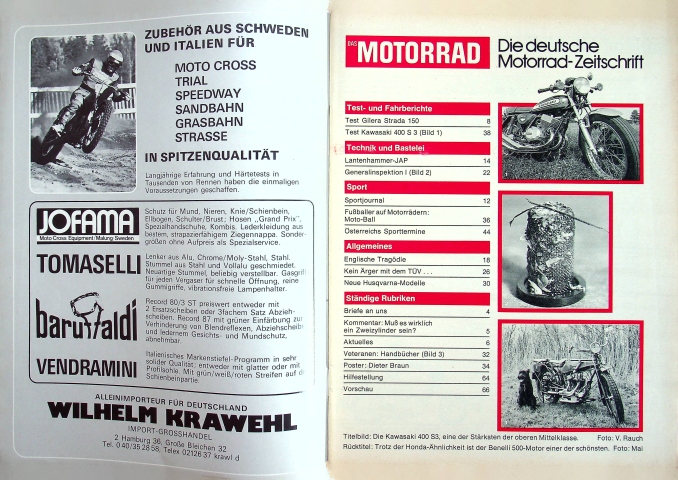 ZUBEHÖR AUS SCHWEDEN
UND ITALIEN FÜR
MOTO CROSS
TRIAL
SPEEDWAY
SANDBAHN
GRASBAHN
STRASSE
IN SPITZENQUALITÄT
Langjährige Erfahrung und Härtetests in
Tausenden von Rennen haben die einmaligen
Voraussetzungen geschaffen.
JOFAMA
Moto Cross Equipment/Malung Sweden
Schutz für Mund, Nieren, Knie/Schienbein,
Ellbogen, Schulter/Brust; Hosen „Grand Prix",
Spezialhandschuhe, Kombis. Lederkleidung aus
bestem, strapazierfähigem Ziegennappa. Sonder-
größen ohne Aufpreis als Spezialservice.
TOMASELLI
Lenker aus Alu, Chrome/Moly-Stahl, Stahl.
Stummel aus Stahl und Vollalu geschmiedet.
Neuartige Stummel, beliebig verstellbar. Gasgriffe
für jeden Vergaser für schnelle Öffnung, reine
Gummigriffe, vibrationsfreie Lampenhalter.
baruffaldi
Record 80/3 ST preiswert entweder mit
2 Ersatzscheiben oder 3fachem Satz Abzieh-
scheiben. Record 87 mit grüner Einfärbung zur
Verhinderung von Blendreflexen, Abziehscheiben
und ledernem Gesichts- und Mundschutz,
abnehmbar.
VENDRAMINI
Italienisches Markenstiefel-Programm in sehr
solider Qualität; entweder mit glatter oder mit
Profilsohle. Mit grün/weiß/roten Streifen auf der
Schienbeinpartie.
ALLEINIMPORTEUR FÜR DEUTSCHLAND
WILHELM KRAWEHL
IMPORT-GROSSHANDEL
2 Hamburg 36, Große Bleichen 32
Tel. 0 40/35 28 58, Telex 02126 37 krawl d
DAS MOTORRAD
Die deutsche
Motorrad-Zeitschrift
Test- und Fahrberichte
Test Gilera Strada 150 8
Test Kawasaki 400 S 3 (Bild 1) 38
Technik und Bastelei
Lantenhammer-JAP 14
Generalinspektion I (Bild 2) 22
Sport
Sportjournal 12
Fußballer auf Motorrädern:
Moto-Ball 36
Österreichs Sporttermine 44
Allgemeines
Englische Tragödie 18
Kein Ärger mit dem TÜV . . . 26
Neue Husqvarna-Modelle 30
Ständige Rubriken
Briefe an uns 4
Kommentar: Muß es wirklich
ein Zweizylinder sein? 5
Aktuelles 6
Veteranen: Handbücher (Bild 3) 32
Poster: Dieter Braun 34
Hilfestellung 64
Vorschau 66
Titelbild: Die Kawasaki 400 S3, eine der Stärksten der oberen Mittelklasse. Foto: V. Rauch
Rücktitel: Trotz der Honda-Ähnlichkeit ist der Benelli 500-Motor einer der schönsten. Foto: Mai